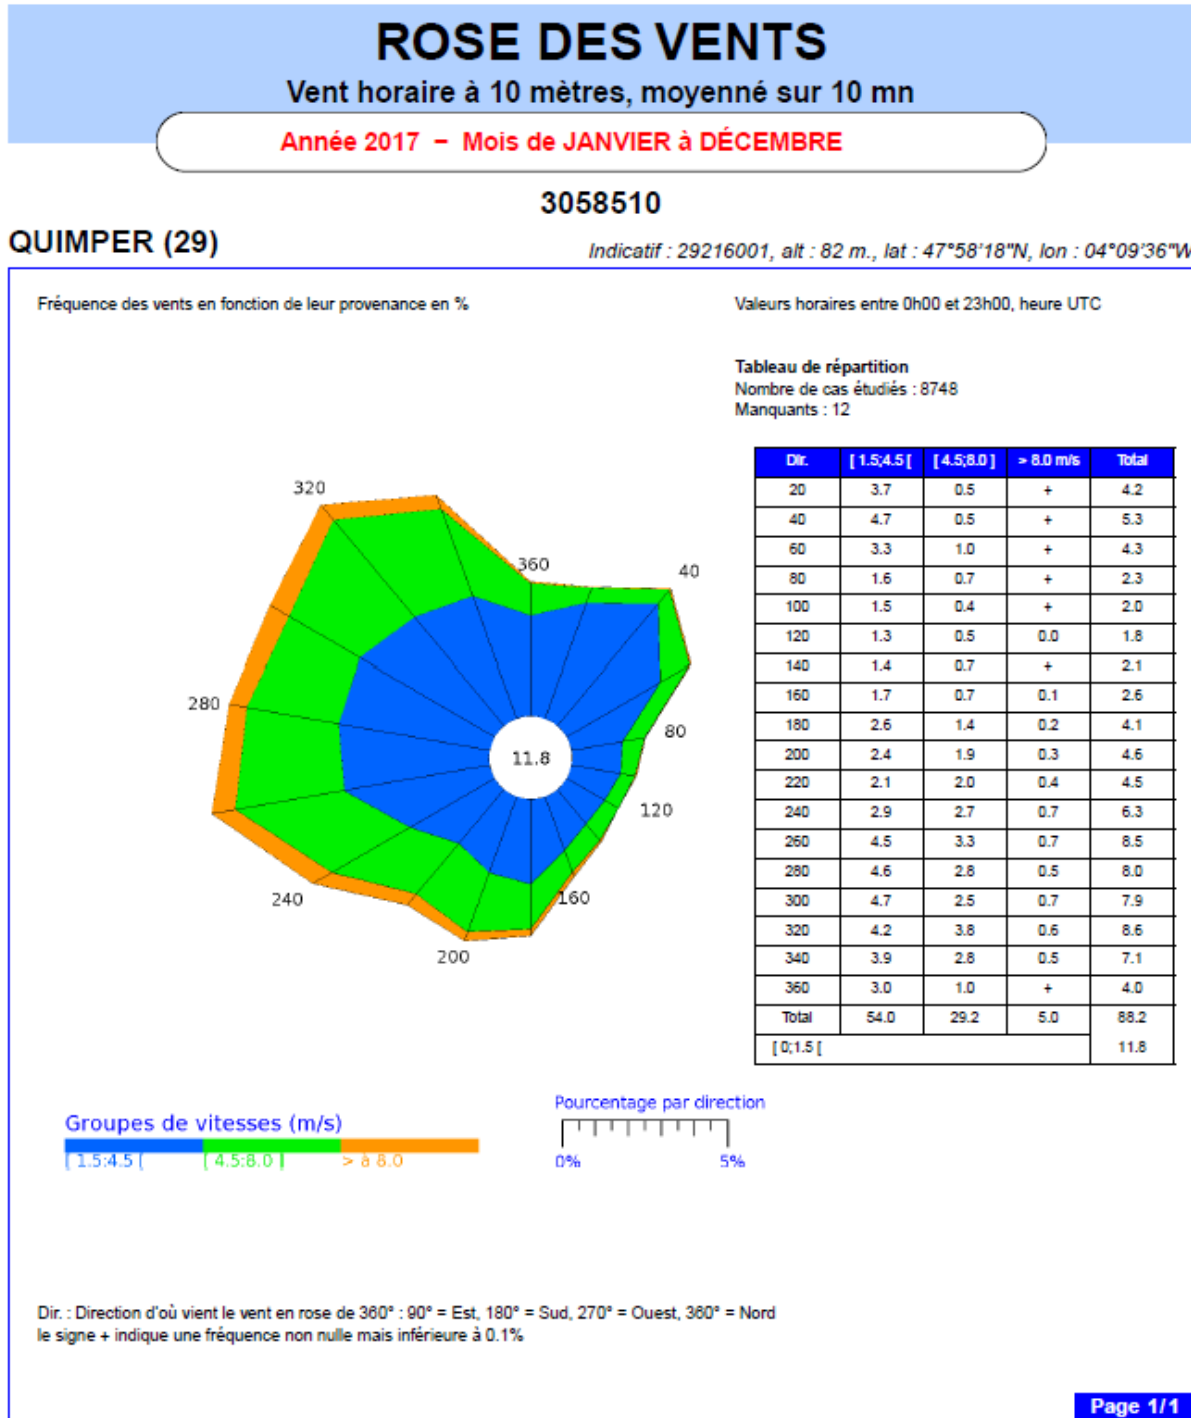 ROSE DES VENTS
Vent horaire à 10 mètres, moyenné sur 10 mn
Année 2017 – Mois de JANVIER à DÉCEMBRE
3058510
QUIMPER (29)
Indicatif : 29216001, alt : 82 m., lat : 47°58'18"N, lon : 04°09'36"W
Fréquence des vents en fonction de leur provenance en %
Valeurs horaires entre 0h00 et 23h00, heure UTC
Tableau de répartition
Nombre de cas étudiés : 8748
Manquants : 12
320
360
40
280
80
11.8
120
240
160
200
Dir. [ 1.5;4.5 [ [ 4.5;8.0 ] > 8.0 m/s Total
20 3.7 0.5 + 4.2
40 4.7 0.5 + 5.3
60 3.3 1.0 + 4.3
80 1.6 0.7 + 2.3
100 1.5 0.4 + 2.0
120 1.3 0.5 0.0 1.8
140 1.4 0.7 + 2.1
160 1.7 0.7 0.1 2.6
180 2.6 1.4 0.2 4.1
200 2.4 1.9 0.3 4.6
220 2.1 2.0 0.4 4.5
240 2.9 2.7 0.7 6.3
260 4.5 3.3 0.7 8.5
280 4.6 2.8 0.5 8.0
300 4.7 2.5 0.7 7.9
320 4.2 3.8 0.6 8.6
340 3.9 2.8 0.5 7.1
360 3.0 1.0 + 4.0
Total 54.0 29.2 5.0 88.2
[ 0;1.5 [ 11.8
Groupes de vitesses (m/s)
[ 1.5;4.5 [ [ 4.5;8.0 ] > à 8.0
Pourcentage par direction
0% 5%
Dir. : Direction d'où vient le vent en rose de 360° : 90° = Est, 180° = Sud, 270° = Ouest, 360° = Nord
le signe + indique une fréquence non nulle mais inférieure à 0.1%
Page 1/1